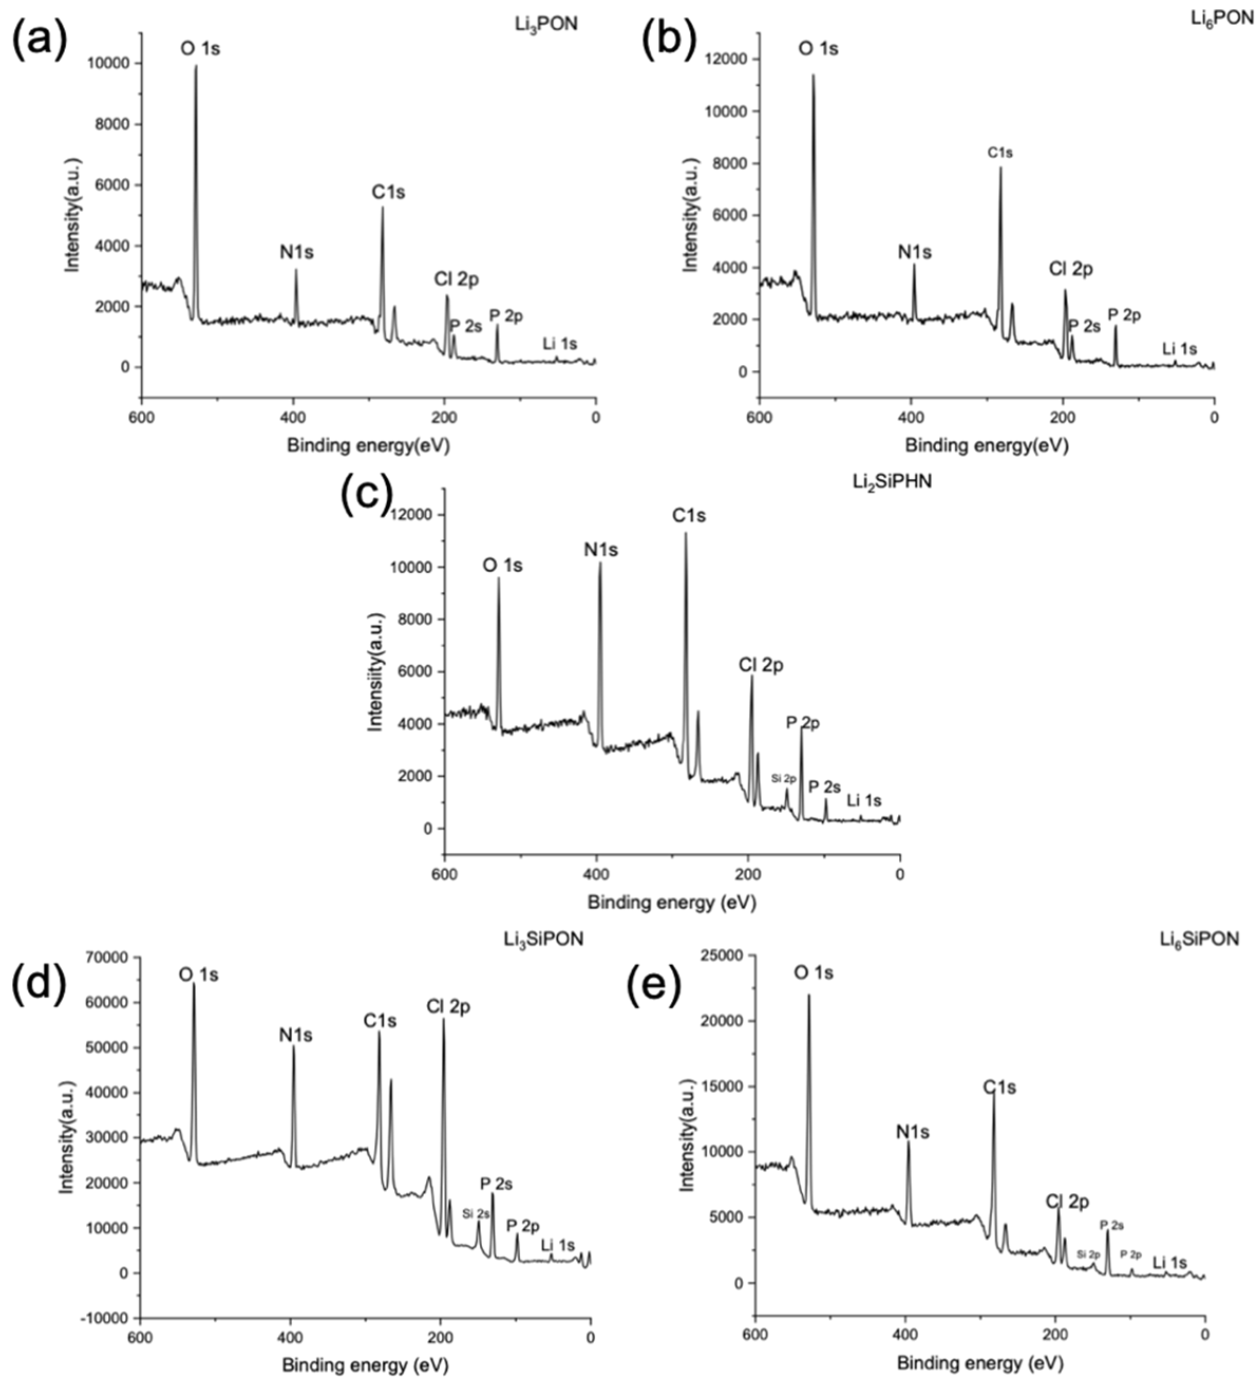 (a)
Li₃PON
O 1s
N1s
C1s
Cl 2p
P 2s
P 2p
Li 1s
10000
8000
6000
4000
2000
0
Intensity(a.u.)
600
400
200
0
Binding energy(eV)
(b)
Li₆PON
O 1s
N1s
C1s
Cl 2p
P 2s
P 2p
Li 1s
12000
10000
8000
6000
4000
2000
0
Intensity(a.u.)
600
400
200
0
Binding energy(eV)
(c)
Li₂SiPHN
O 1s
N1s
C1s
Cl 2p
P 2p
Si 2p
P 2s
Li 1s
12000
10000
8000
6000
4000
2000
0
Intensiity(a.u.)
600
400
200
0
Binding energy (eV)
(d)
Li₃SiPON
O 1s
N1s
C1s
Cl 2p
Si 2s
P 2s
P 2p
Li 1s
70000
60000
50000
40000
30000
20000
10000
0
-10000
Intensity(a.u.)
600
400
200
0
Binding energy (eV)
(e)
Li₆SiPON
O 1s
N1s
C1s
Cl 2p
Si 2p
P 2s
P 2p
Li 1s
25000
20000
15000
10000
5000
0
Intensity(a.u.)
600
400
200
0
Binding energy (eV)